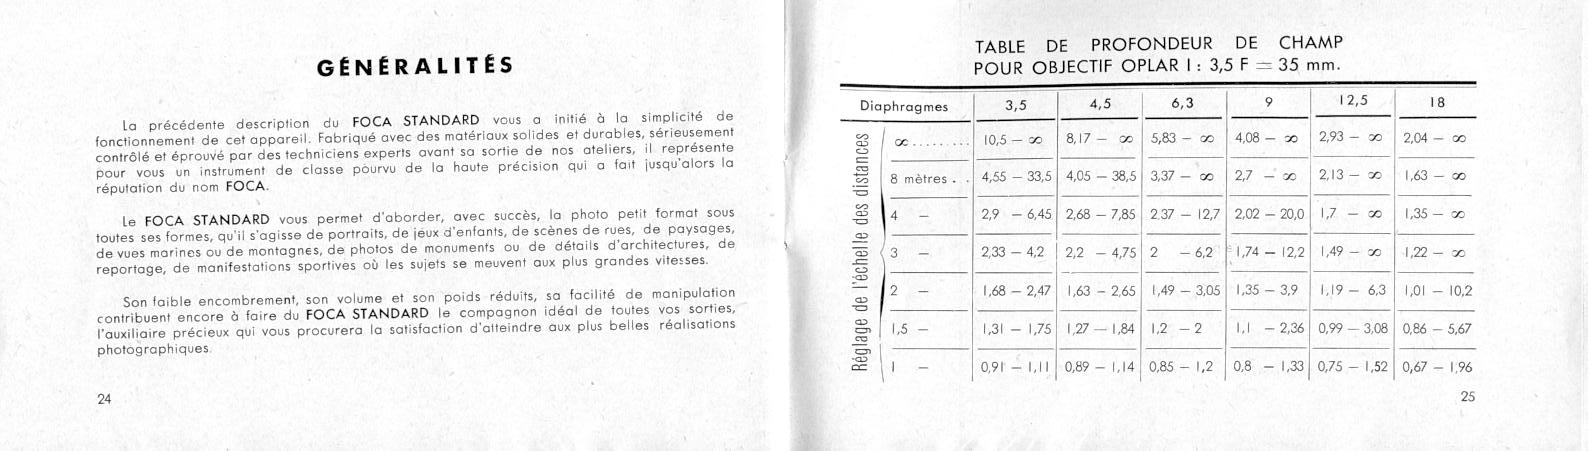 GÉNÉRALITÉS
La précédente description du FOCA STANDARD vous a initié à la simplicité de
fonctionnement de cet appareil. Fabriqué avec des matériaux solides et durables, sérieusement
contrôlé et éprouvé par des techniciens experts avant sa sortie de nos ateliers, il représente
pour vous un instrument de classe pourvu de la haute précision qui a fait jusqu'alors la
réputation du nom FOCA.
Le FOCA STANDARD vous permet d'aborder, avec succès, la photo petit format sous
toutes ses formes, qu'il s'agisse de portraits, de jeux d'enfants, de scènes de rues, de paysages,
de vues marines ou de montagnes, de photos de monuments ou de détails d'architectures, de
reportage, de manifestations sportives où les sujets se meuvent aux plus grandes vitesses.
Son faible encombrement, son volume et son poids réduits, sa facilité de manipulation
contribuent encore à faire du FOCA STANDARD le compagnon idéal de toutes vos sorties,
l'auxiliaire précieux qui vous procurera la satisfaction d'atteindre aux plus belles réalisations
photographiques.
24
TABLE DE PROFONDEUR DE CHAMP
POUR OBJECTIF OPLAR 1 : 3,5 F = 35 mm.
Diaphragmes 3,5 4,5 6,3 9 12,5 18
Réglage de l'échelle des distances
∞ ......... 10,5 — ∞ 8,17 — ∞ 5,83 — ∞ 4,08 — ∞ 2,93 — ∞ 2,04 — ∞
8 mètres . . 4,55 — 33,5 4,05 — 38,5 3,37 — ∞ 2,7 — ∞ 2,13 — ∞ 1,63 — ∞
4 — 2,9 — 6,45 2,68 — 7,85 2,37 — 12,7 2,02 — 20,0 1,7 — ∞ 1,35 — ∞
3 — 2,33 — 4,2 2,2 — 4,75 2 — 6,2 1,74 — 12,2 1,49 — ∞ 1,22 — ∞
2 — 1,68 — 2,47 1,63 — 2,65 1,49 — 3,05 1,35 — 3,9 1,19 — 6,3 1,01 — 10,2
1,5 — 1,31 — 1,75 1,27 — 1,84 1,2 — 2 1,1 — 2,36 0,99 — 3,08 0,86 — 5,67
1 — 0,91 — 1,11 0,89 — 1,14 0,85 — 1,2 0,8 — 1,33 0,75 — 1,52 0,67 — 1,96
25